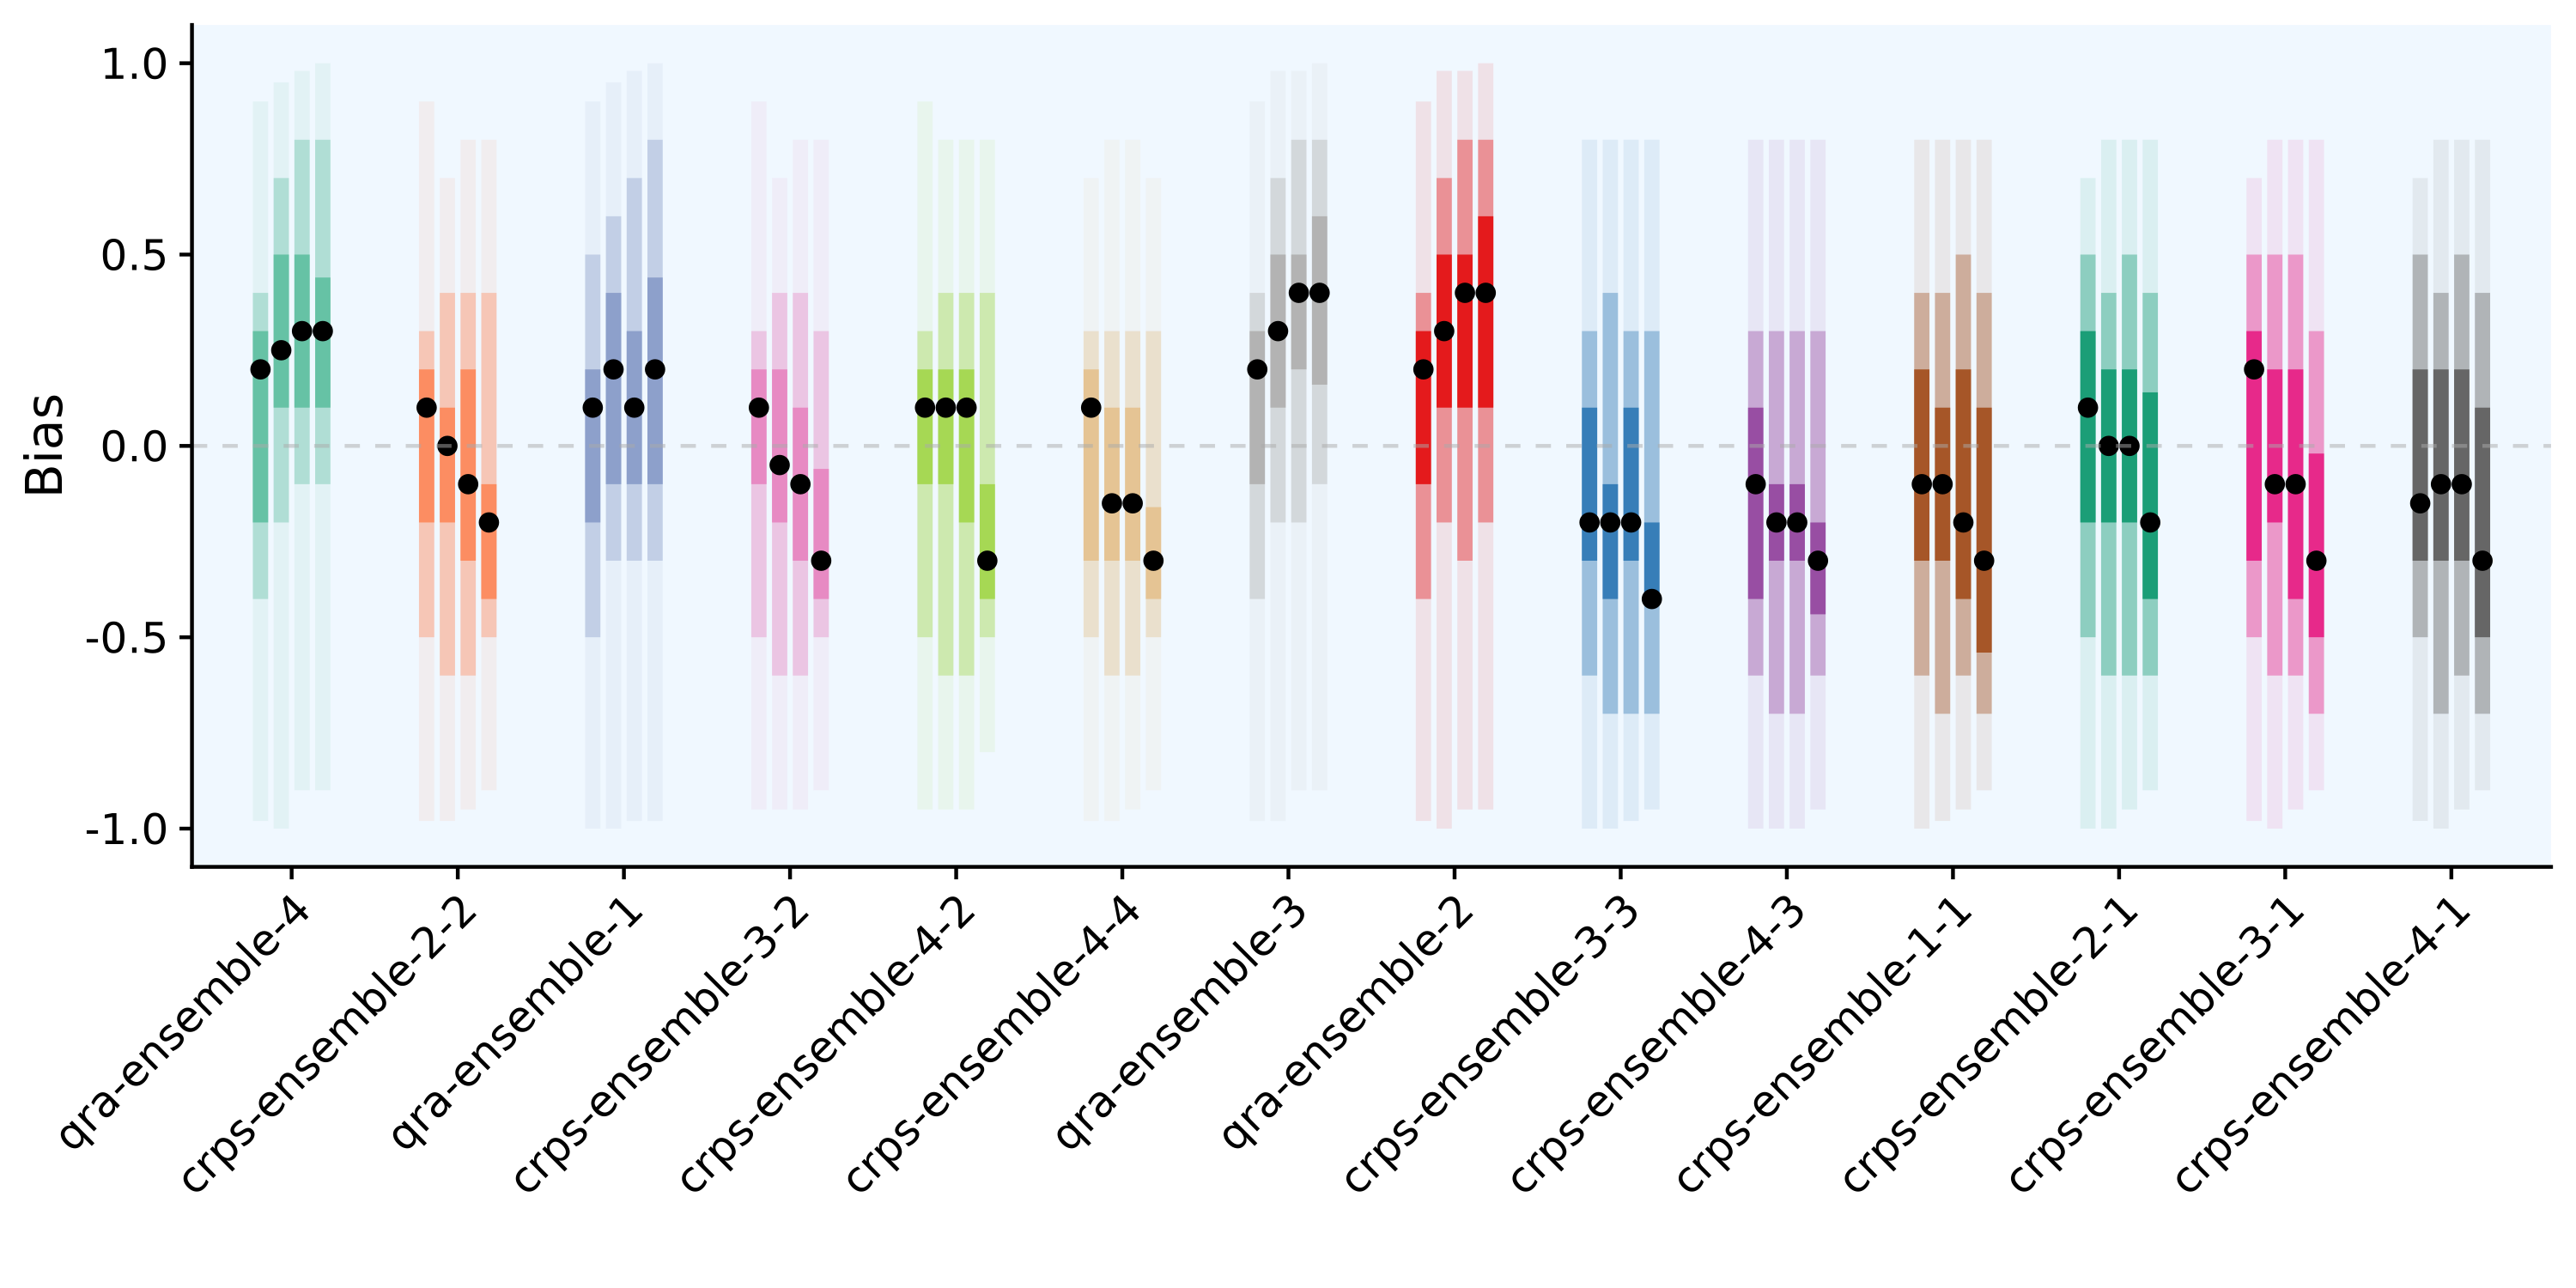 Bias
1.0
0.5
0.0
-0.5
-1.0
qra-ensemble-4
crps-ensemble-2-2
qra-ensemble-1
crps-ensemble-3-2
crps-ensemble-4-2
crps-ensemble-4-4
qra-ensemble-3
qra-ensemble-2
crps-ensemble-3-3
crps-ensemble-4-3
crps-ensemble-1-1
crps-ensemble-2-1
crps-ensemble-3-1
crps-ensemble-4-1